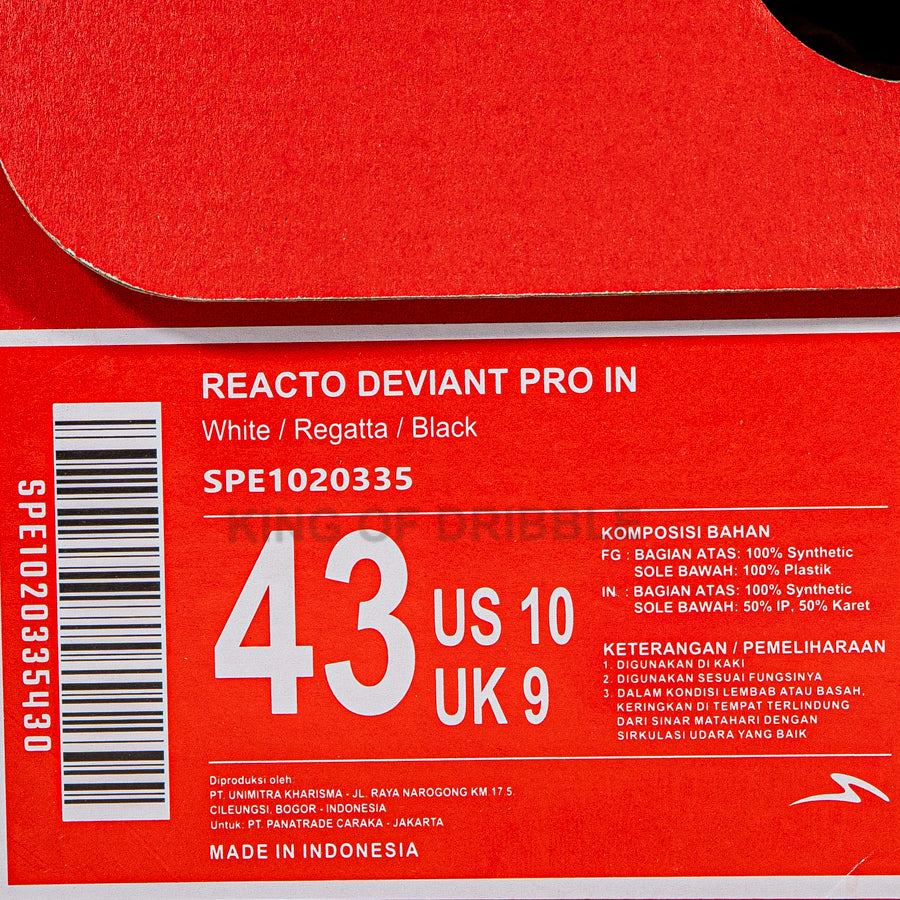 REACTO DEVIANT PRO IN
White / Regatta / Black
SPE1020335
SPE1020335430
KING OF DRIBBLE
43
US 10
UK 9
KOMPOSISI BAHAN
FG : BAGIAN ATAS: 100% Synthetic
SOLE BAWAH: 100% Plastik
IN. : BAGIAN ATAS: 100% Synthetic
SOLE BAWAH: 50% IP, 50% Karet
KETERANGAN / PEMELIHARAAN
1. DIGUNAKAN DI KAKI
2. DIGUNAKAN SESUAI FUNGSINYA
3. DALAM KONDISI LEMBAB ATAU BASAH,
KERINGKAN DI TEMPAT TERLINDUNG
DARI SINAR MATAHARI DENGAN
SIRKULASI UDARA YANG BAIK
Diproduksi oleh:
PT. UNIMITRA KHARISMA - JL. RAYA NAROGONG KM.17.5.
CILEUNGSI, BOGOR - INDONESIA
Untuk: PT. PANATRADE CARAKA - JAKARTA
MADE IN INDONESIA